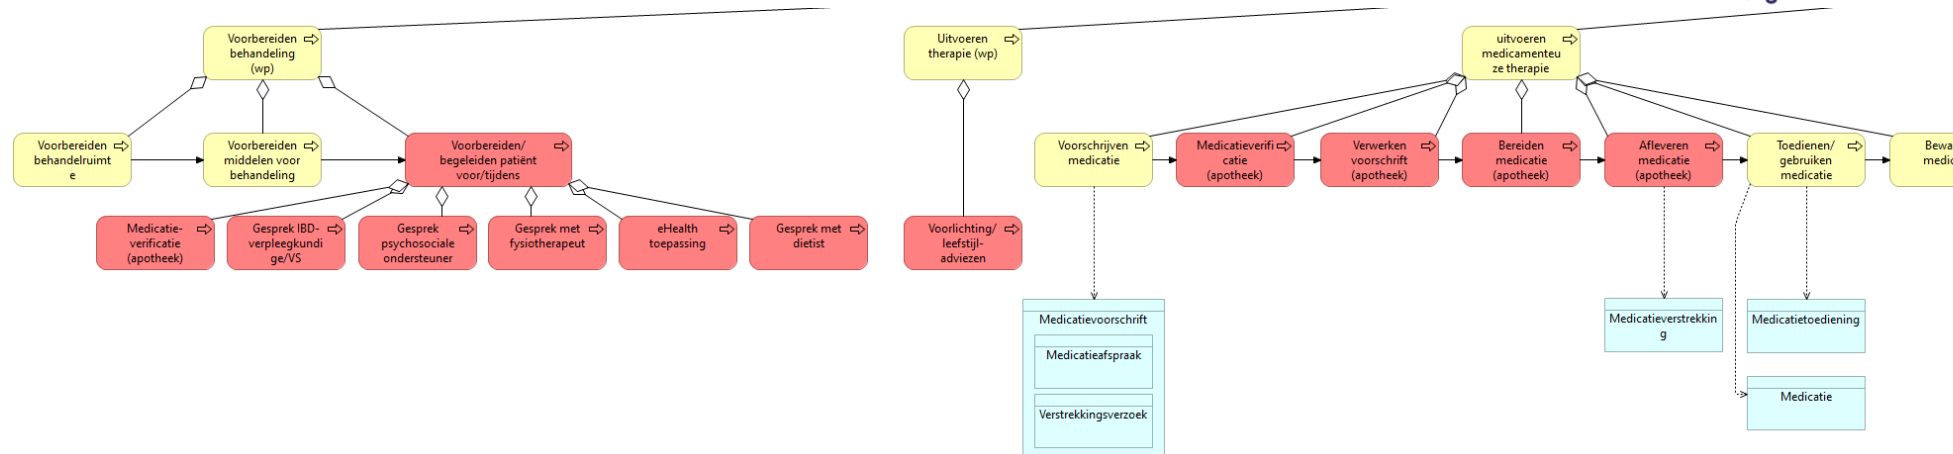 Voorbereiden
behandeling
(wp)
Uitvoeren
therapie (wp)
uitvoeren
medicamenteu
ze therapie
Voorbereiden
behandelruimt
e
Voorbereiden
middelen voor
behandeling
Voorbereiden/
begeleiden patiënt
voor/tijdens
Voorschrijven
medicatie
Medicatieverifi
catie
(apotheek)
Verwerken
voorschrift
(apotheek)
Bereiden
medicatie
(apotheek)
Afleveren
medicatie
(apotheek)
Toedienen/
gebruiken
medicatie
Bewa
medic
Medicatie-
verificatie
(apotheek)
Gesprek IBD-
verpleegkundi
ge/VS
Gesprek
psychosociale
ondersteuner
Gesprek met
fysiotherapeut
eHealth
toepassing
Gesprek met
dietist
Voorlichting/
leefstijl-
adviezen
Medicatievoorschrift
Medicatieafspraak
Verstrekkingsverzoek
Medicatieverstrekkin
g
Medicatietoediening
Medicatie